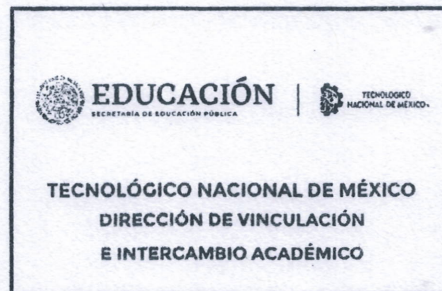 EDUCACIÓN
SECRETARÍA DE EDUCACIÓN PÚBLICA
TECNOLÓGICO
NACIONAL DE MÉXICO
TECNOLÓGICO NACIONAL DE MÉXICO
DIRECCIÓN DE VINCULACIÓN
E INTERCAMBIO ACADÉMICO